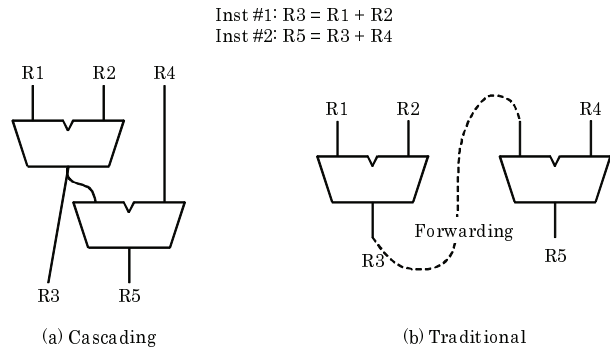 Inst #1: R3 = R1 + R2
Inst #2: R5 = R3 + R4
R1 R2 R4
R3 R5
(a) Cascading
R1 R2 R4
Forwarding
R3 R5
(b) Traditional